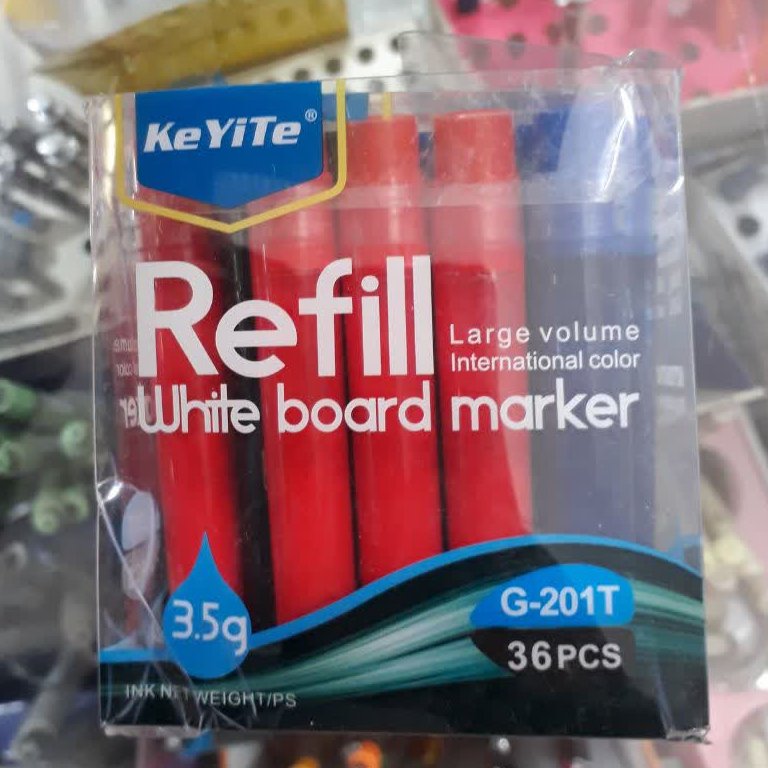 KeYiTe®
Refill
Large volume
International color
White board marker
3.5g
G-201T
36PCS
INK NET WEIGHT/PS